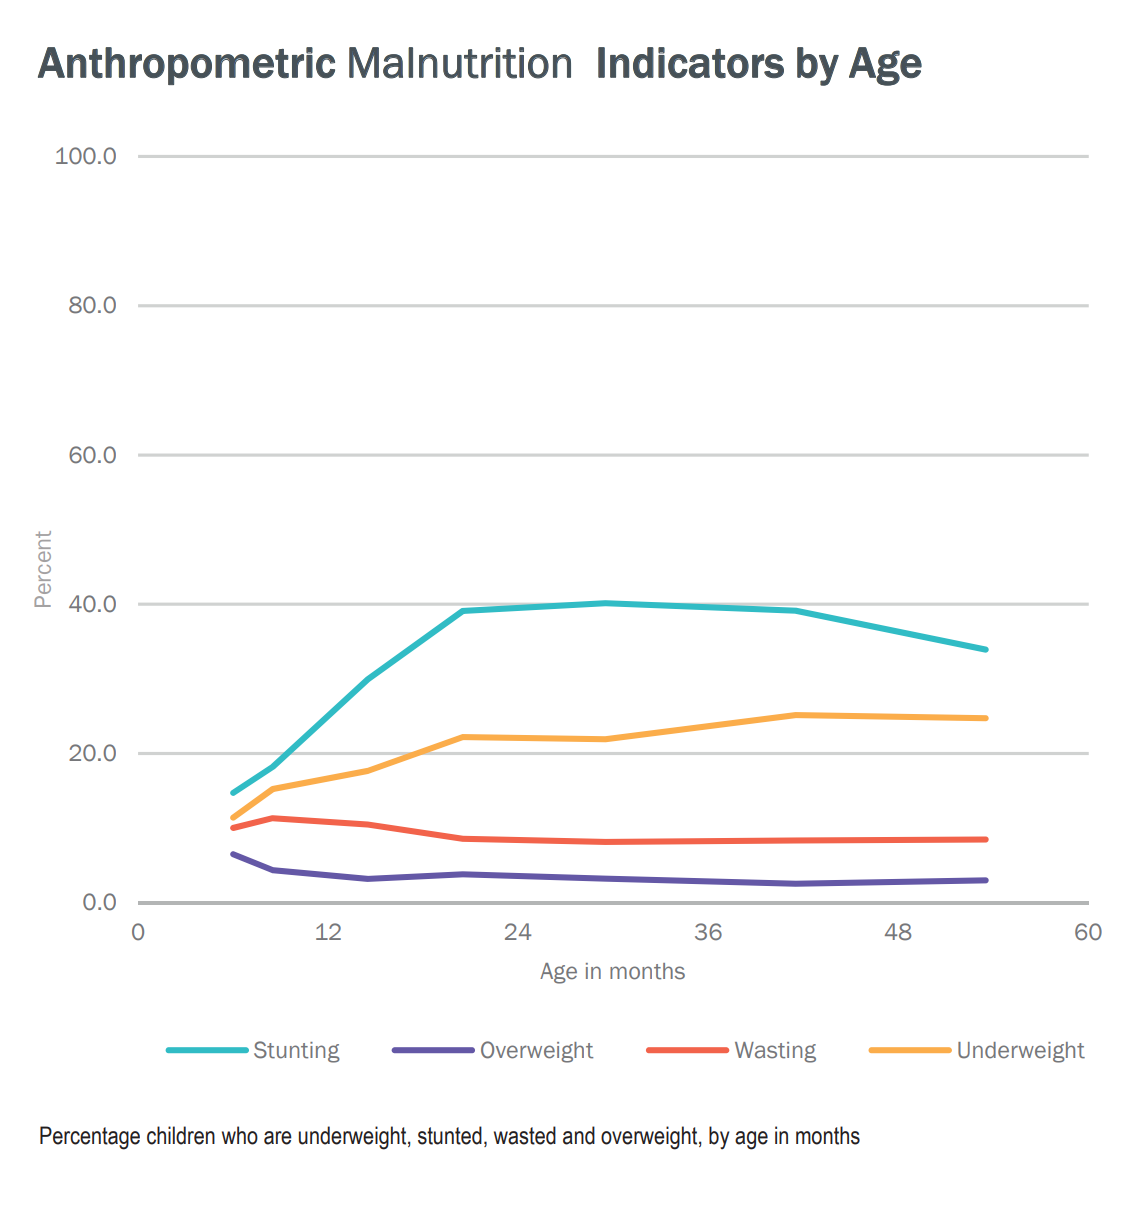 Anthropometric Malnutrition Indicators by Age
100.0
80.0
60.0
Percent
40.0
20.0
0.0
0 12 24 36 48 60
Age in months
Stunting Overweight Wasting Underweight
Percentage children who are underweight, stunted, wasted and overweight, by age in months